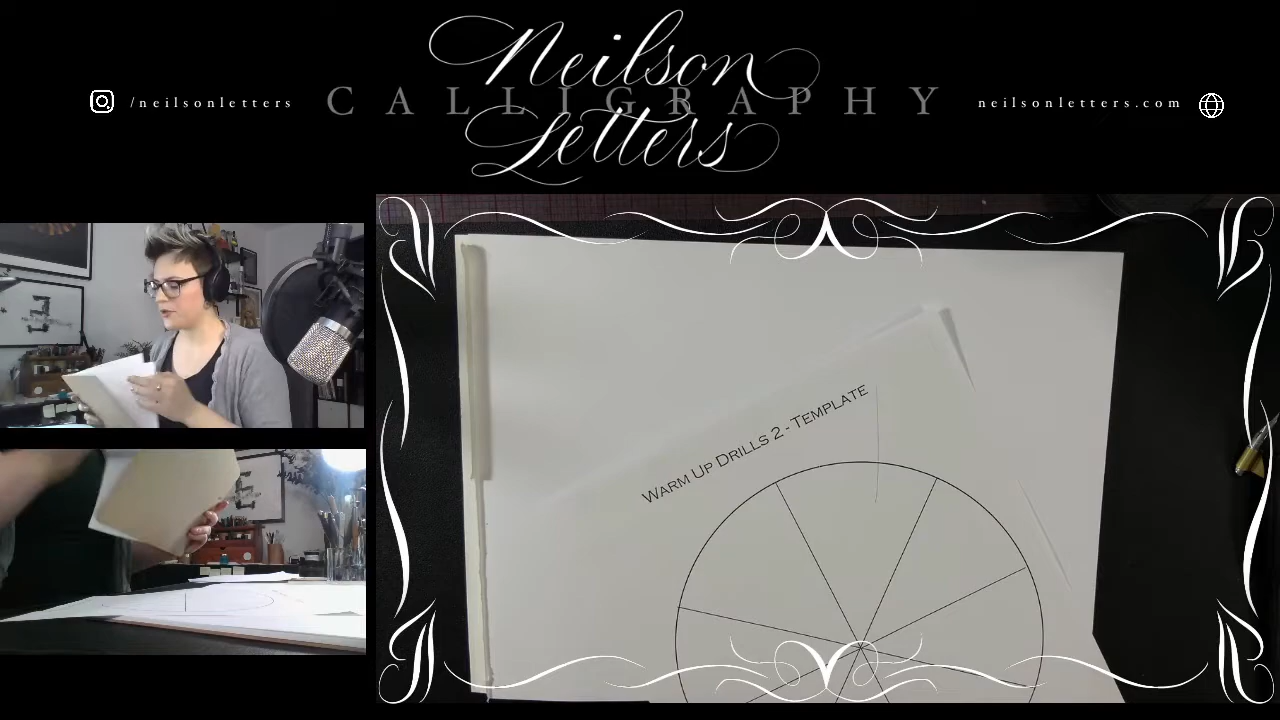 Neilson
/neilsonletters
CALLIGRAPHY
neilsonletters.com
Letters
WARM UP DRILLS 2 - TEMPLATE